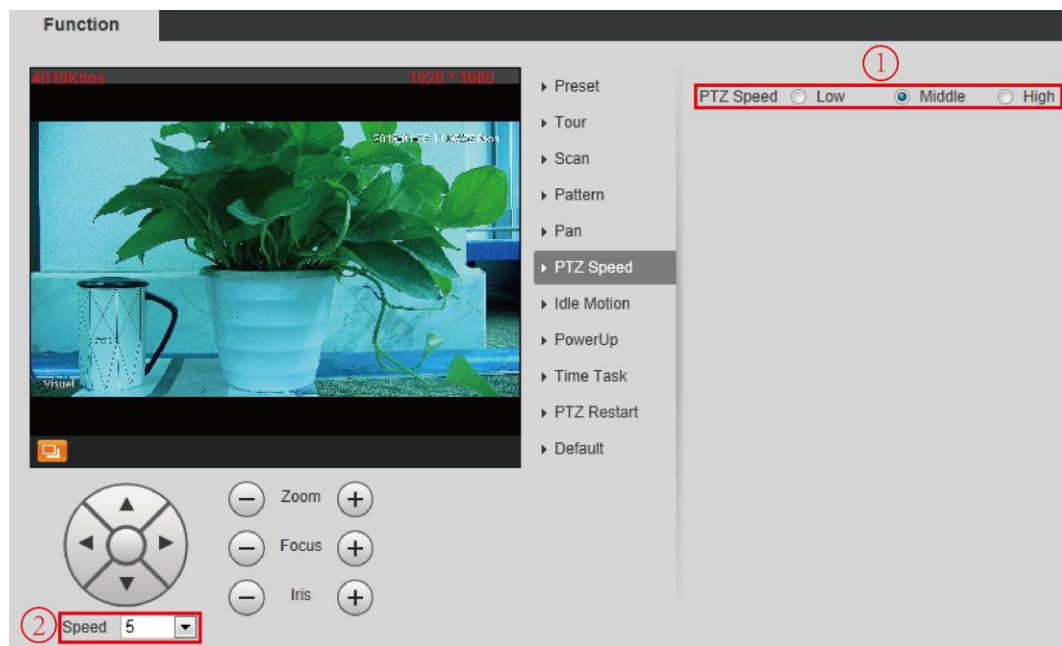 Function
4010Kbps 1920 * 1080
Visuel
Preset
Tour
Scan
Pattern
Pan
PTZ Speed
Idle Motion
PowerUp
Time Task
PTZ Restart
Default
①
PTZ Speed Low Middle High
Zoom
Focus
Iris
②
Speed 5